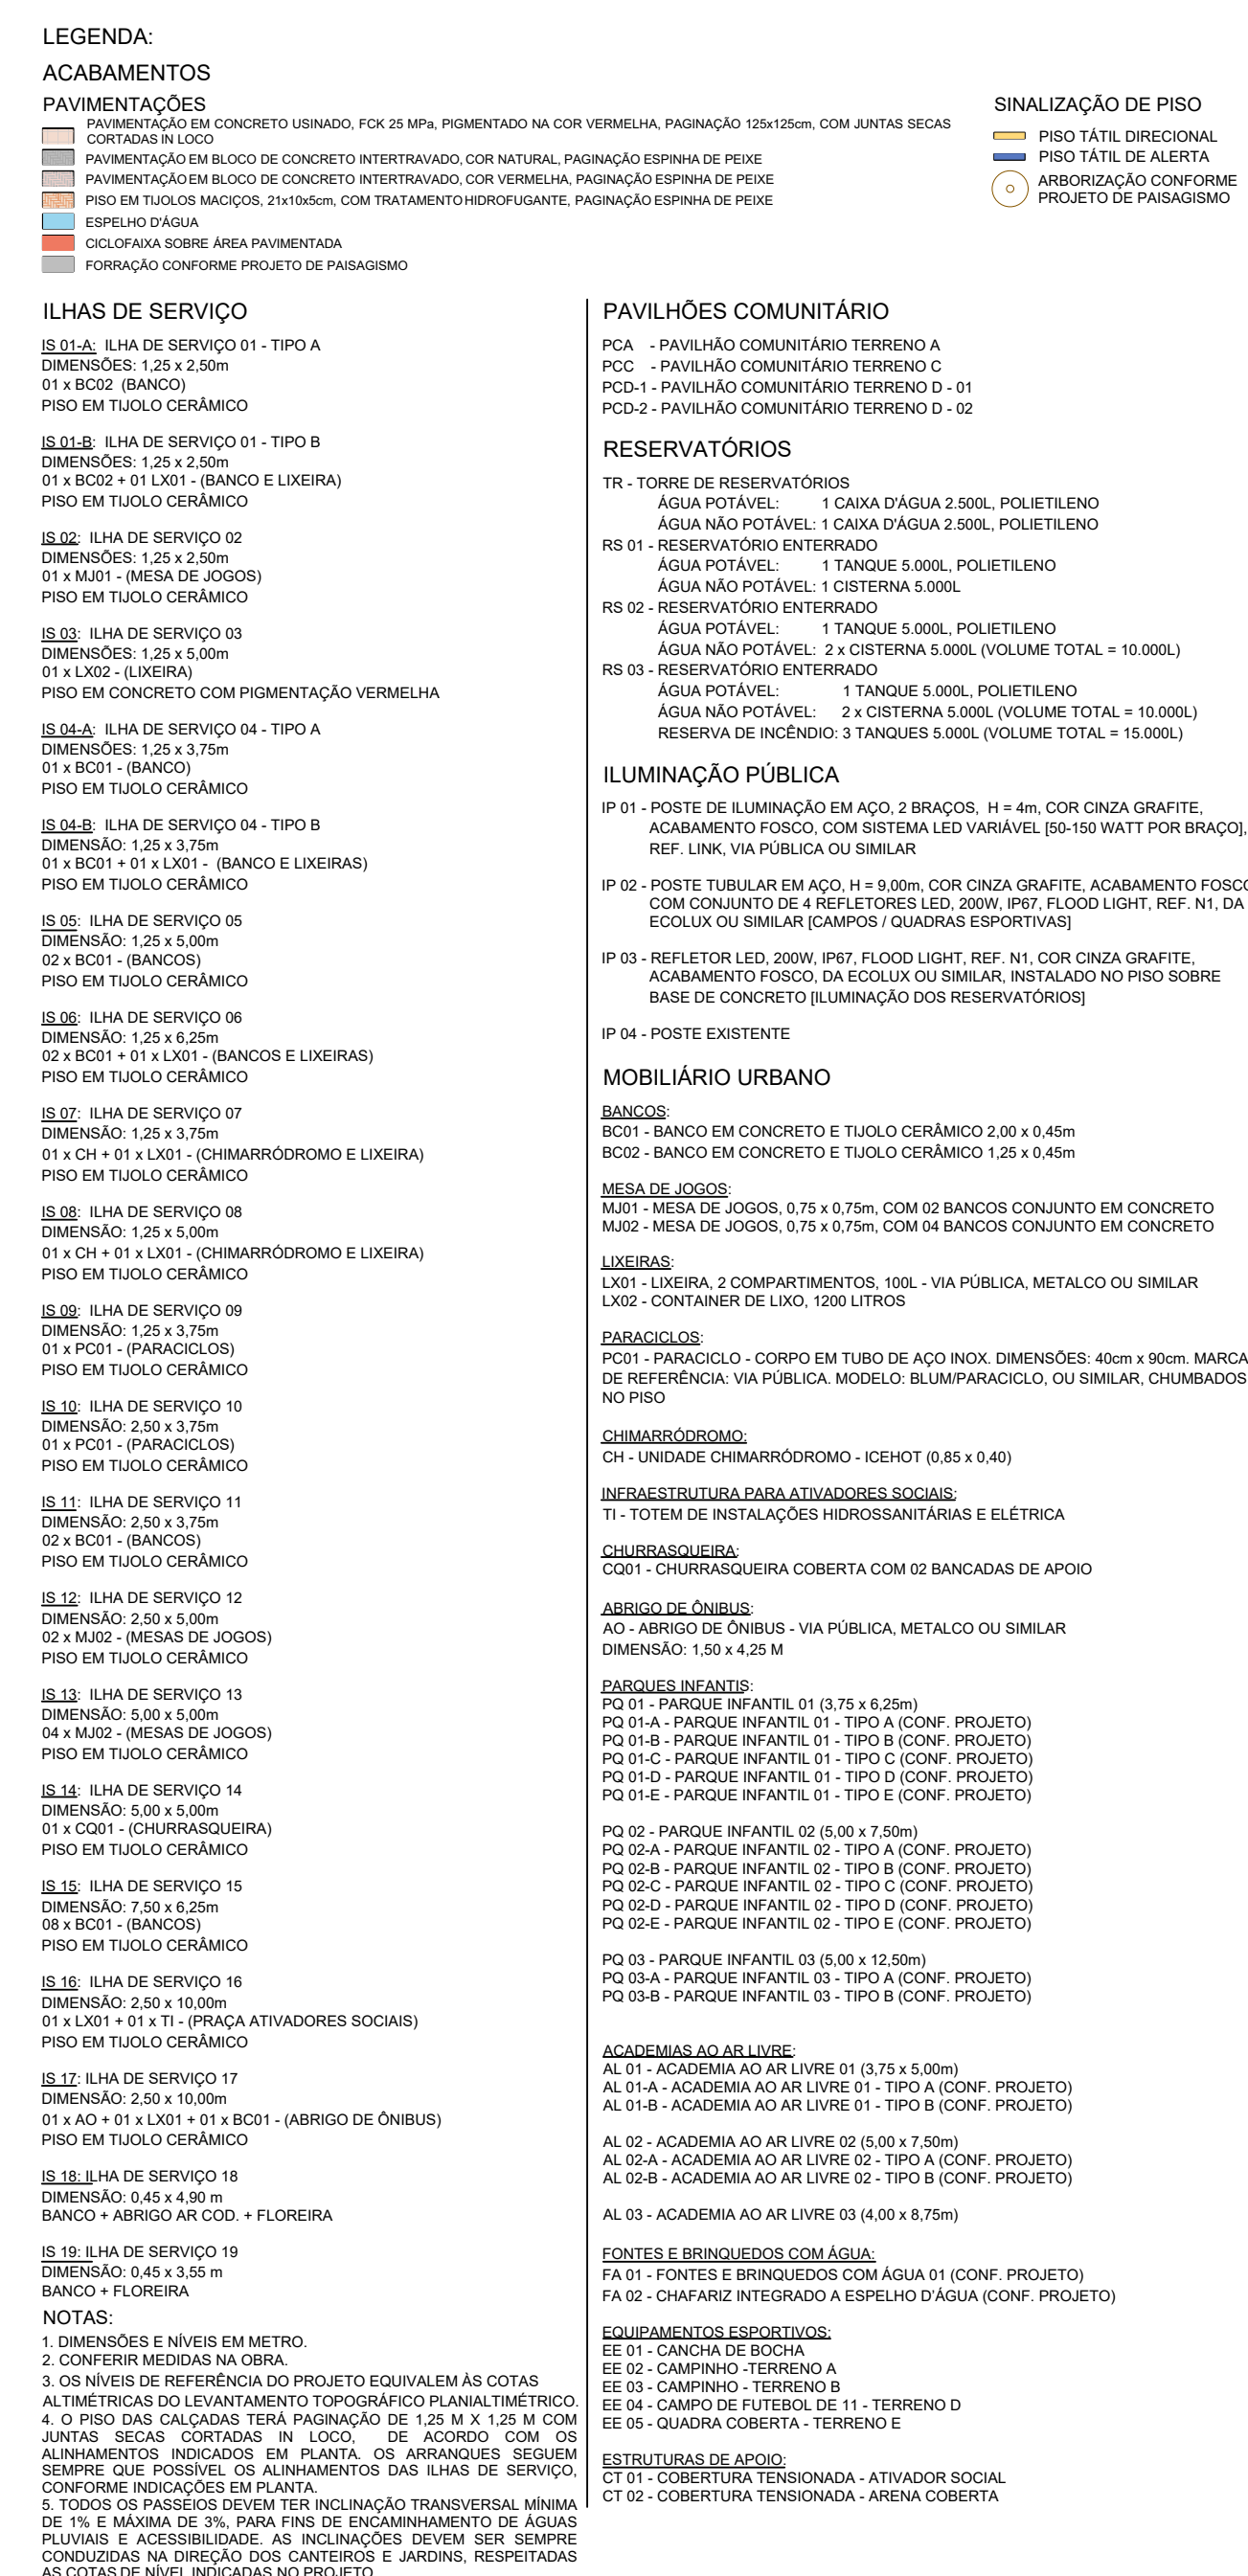 LEGENDA:
ACABAMENTOS
PAVIMENTAÇÕES
PAVIMENTAÇÃO EM CONCRETO USINADO, FCK 25 MPa, PIGMENTADO NA COR VERMELHA, PAGINAÇÃO 125x125cm, COM JUNTAS SECAS
CORTADAS IN LOCO
PAVIMENTAÇÃO EM BLOCO DE CONCRETO INTERTRAVADO, COR NATURAL, PAGINAÇÃO ESPINHA DE PEIXE
PAVIMENTAÇÃO EM BLOCO DE CONCRETO INTERTRAVADO, COR VERMELHA, PAGINAÇÃO ESPINHA DE PEIXE
PISO EM TIJOLOS MACIÇOS, 21x10x5cm, COM TRATAMENTO HIDROFUGANTE, PAGINAÇÃO ESPINHA DE PEIXE
ESPELHO D'ÁGUA
CICLOFAIXA SOBRE ÁREA PAVIMENTADA
FORRAÇÃO CONFORME PROJETO DE PAISAGISMO
SINALIZAÇÃO DE PISO
PISO TÁTIL DIRECIONAL
PISO TÁTIL DE ALERTA
ARBORIZAÇÃO CONFORME
PROJETO DE PAISAGISMO
ILHAS DE SERVIÇO
IS 01-A: ILHA DE SERVIÇO 01 - TIPO A
DIMENSÕES: 1,25 x 2,50m
01 x BC02 (BANCO)
PISO EM TIJOLO CERÂMICO
IS 01-B: ILHA DE SERVIÇO 01 - TIPO B
DIMENSÕES: 1,25 x 2,50m
01 x BC02 + 01 LX01 - (BANCO E LIXEIRA)
PISO EM TIJOLO CERÂMICO
IS 02: ILHA DE SERVIÇO 02
DIMENSÕES: 1,25 x 2,50m
01 x MJ01 - (MESA DE JOGOS)
PISO EM TIJOLO CERÂMICO
IS 03: ILHA DE SERVIÇO 03
DIMENSÕES: 1,25 x 5,00m
01 x LX02 - (LIXEIRA)
PISO EM CONCRETO COM PIGMENTAÇÃO VERMELHA
IS 04-A: ILHA DE SERVIÇO 04 - TIPO A
DIMENSÕES: 1,25 x 3,75m
01 x BC01 - (BANCO)
PISO EM TIJOLO CERÂMICO
IS 04-B: ILHA DE SERVIÇO 04 - TIPO B
DIMENSÃO: 1,25 x 3,75m
01 x BC01 + 01 x LX01 - (BANCO E LIXEIRAS)
PISO EM TIJOLO CERÂMICO
IS 05: ILHA DE SERVIÇO 05
DIMENSÃO: 1,25 x 5,00m
02 x BC01 - (BANCOS)
PISO EM TIJOLO CERÂMICO
IS 06: ILHA DE SERVIÇO 06
DIMENSÃO: 1,25 x 6,25m
02 x BC01 + 01 x LX01 - (BANCOS E LIXEIRAS)
PISO EM TIJOLO CERÂMICO
IS 07: ILHA DE SERVIÇO 07
DIMENSÃO: 1,25 x 3,75m
01 x CH + 01 x LX01 - (CHIMARRÓDROMO E LIXEIRA)
PISO EM TIJOLO CERÂMICO
IS 08: ILHA DE SERVIÇO 08
DIMENSÃO: 1,25 x 5,00m
01 x CH + 01 x LX01 - (CHIMARRÓDROMO E LIXEIRA)
PISO EM TIJOLO CERÂMICO
IS 09: ILHA DE SERVIÇO 09
DIMENSÃO: 1,25 x 3,75m
01 x PC01 - (PARACICLOS)
PISO EM TIJOLO CERÂMICO
IS 10: ILHA DE SERVIÇO 10
DIMENSÃO: 2,50 x 3,75m
01 x PC01 - (PARACICLOS)
PISO EM TIJOLO CERÂMICO
IS 11: ILHA DE SERVIÇO 11
DIMENSÃO: 2,50 x 3,75m
02 x BC01 - (BANCOS)
PISO EM TIJOLO CERÂMICO
IS 12: ILHA DE SERVIÇO 12
DIMENSÃO: 2,50 x 5,00m
02 x MJ02 - (MESAS DE JOGOS)
PISO EM TIJOLO CERÂMICO
IS 13: ILHA DE SERVIÇO 13
DIMENSÃO: 5,00 x 5,00m
04 x MJ02 - (MESAS DE JOGOS)
PISO EM TIJOLO CERÂMICO
IS 14: ILHA DE SERVIÇO 14
DIMENSÃO: 5,00 x 5,00m
01 x CQ01 - (CHURRASQUEIRA)
PISO EM TIJOLO CERÂMICO
IS 15: ILHA DE SERVIÇO 15
DIMENSÃO: 7,50 x 6,25m
08 x BC01 - (BANCOS)
PISO EM TIJOLO CERÂMICO
IS 16: ILHA DE SERVIÇO 16
DIMENSÃO: 2,50 x 10,00m
01 x LX01 + 01 x TI - (PRAÇA ATIVADORES SOCIAIS)
PISO EM TIJOLO CERÂMICO
IS 17: ILHA DE SERVIÇO 17
DIMENSÃO: 2,50 x 10,00m
01 x AO + 01 x LX01 + 01 x BC01 - (ABRIGO DE ÔNIBUS)
PISO EM TIJOLO CERÂMICO
IS 18: ILHA DE SERVIÇO 18
DIMENSÃO: 0,45 x 4,90 m
BANCO + ABRIGO AR COD. + FLOREIRA
IS 19: ILHA DE SERVIÇO 19
DIMENSÃO: 0,45 x 3,55 m
BANCO + FLOREIRA
NOTAS:
1. DIMENSÕES E NÍVEIS EM METRO.
2. CONFERIR MEDIDAS NA OBRA.
3. OS NÍVEIS DE REFERÊNCIA DO PROJETO EQUIVALEM ÀS COTAS
ALTIMÉTRICAS DO LEVANTAMENTO TOPOGRÁFICO PLANIALTIMÉTRICO.
4. O PISO DAS CALÇADAS TERÁ PAGINAÇÃO DE 1,25 M X 1,25 M COM
JUNTAS SECAS CORTADAS IN LOCO, DE ACORDO COM OS
ALINHAMENTOS INDICADOS EM PLANTA. OS ARRANQUES SEGUEM
SEMPRE QUE POSSÍVEL OS ALINHAMENTOS DAS ILHAS DE SERVIÇO,
CONFORME INDICAÇÕES EM PLANTA.
5. TODOS OS PASSEIOS DEVEM TER INCLINAÇÃO TRANSVERSAL MÍNIMA
DE 1% E MÁXIMA DE 3%, PARA FINS DE ENCAMINHAMENTO DE ÁGUAS
PLUVIAIS E ACESSIBILIDADE. AS INCLINAÇÕES DEVEM SER SEMPRE
CONDUZIDAS NA DIREÇÃO DOS CANTEIROS E JARDINS, RESPEITADAS
AS COTAS DE NÍVEL INDICADAS NO PROJETO
PAVILHÕES COMUNITÁRIO
PCA - PAVILHÃO COMUNITÁRIO TERRENO A
PCC - PAVILHÃO COMUNITÁRIO TERRENO C
PCD-1 - PAVILHÃO COMUNITÁRIO TERRENO D - 01
PCD-2 - PAVILHÃO COMUNITÁRIO TERRENO D - 02
RESERVATÓRIOS
TR - TORRE DE RESERVATÓRIOS
ÁGUA POTÁVEL: 1 CAIXA D'ÁGUA 2.500L, POLIETILENO
ÁGUA NÃO POTÁVEL: 1 CAIXA D'ÁGUA 2.500L, POLIETILENO
RS 01 - RESERVATÓRIO ENTERRADO
ÁGUA POTÁVEL: 1 TANQUE 5.000L, POLIETILENO
ÁGUA NÃO POTÁVEL: 1 CISTERNA 5.000L
RS 02 - RESERVATÓRIO ENTERRADO
ÁGUA POTÁVEL: 1 TANQUE 5.000L, POLIETILENO
ÁGUA NÃO POTÁVEL: 2 x CISTERNA 5.000L (VOLUME TOTAL = 10.000L)
RS 03 - RESERVATÓRIO ENTERRADO
ÁGUA POTÁVEL: 1 TANQUE 5.000L, POLIETILENO
ÁGUA NÃO POTÁVEL: 2 x CISTERNA 5.000L (VOLUME TOTAL = 10.000L)
RESERVA DE INCÊNDIO: 3 TANQUES 5.000L (VOLUME TOTAL = 15.000L)
ILUMINAÇÃO PÚBLICA
IP 01 - POSTE DE ILUMINAÇÃO EM AÇO, 2 BRAÇOS, H = 4m, COR CINZA GRAFITE,
ACABAMENTO FOSCO, COM SISTEMA LED VARIÁVEL [50-150 WATT POR BRAÇO],
REF. LINK, VIA PÚBLICA OU SIMILAR
IP 02 - POSTE TUBULAR EM AÇO, H = 9,00m, COR CINZA GRAFITE, ACABAMENTO FOSCO
COM CONJUNTO DE 4 REFLETORES LED, 200W, IP67, FLOOD LIGHT, REF. N1, DA
ECOLUX OU SIMILAR [CAMPOS / QUADRAS ESPORTIVAS]
IP 03 - REFLETOR LED, 200W, IP67, FLOOD LIGHT, REF. N1, COR CINZA GRAFITE,
ACABAMENTO FOSCO, DA ECOLUX OU SIMILAR, INSTALADO NO PISO SOBRE
BASE DE CONCRETO [ILUMINAÇÃO DOS RESERVATÓRIOS]
IP 04 - POSTE EXISTENTE
MOBILIÁRIO URBANO
BANCOS:
BC01 - BANCO EM CONCRETO E TIJOLO CERÂMICO 2,00 x 0,45m
BC02 - BANCO EM CONCRETO E TIJOLO CERÂMICO 1,25 x 0,45m
MESA DE JOGOS:
MJ01 - MESA DE JOGOS, 0,75 x 0,75m, COM 02 BANCOS CONJUNTO EM CONCRETO
MJ02 - MESA DE JOGOS, 0,75 x 0,75m, COM 04 BANCOS CONJUNTO EM CONCRETO
LIXEIRAS:
LX01 - LIXEIRA, 2 COMPARTIMENTOS, 100L - VIA PÚBLICA, METALCO OU SIMILAR
LX02 - CONTAINER DE LIXO, 1200 LITROS
PARACICLOS:
PC01 - PARACICLO - CORPO EM TUBO DE AÇO INOX. DIMENSÕES: 40cm x 90cm. MARCA
DE REFERÊNCIA: VIA PÚBLICA. MODELO: BLUM/PARACICLO, OU SIMILAR, CHUMBADOS
NO PISO
CHIMARRÓDROMO:
CH - UNIDADE CHIMARRÓDROMO - ICEHOT (0,85 x 0,40)
INFRAESTRUTURA PARA ATIVADORES SOCIAIS:
TI - TOTEM DE INSTALAÇÕES HIDROSSANITÁRIAS E ELÉTRICA
CHURRASQUEIRA:
CQ01 - CHURRASQUEIRA COBERTA COM 02 BANCADAS DE APOIO
ABRIGO DE ÔNIBUS:
AO - ABRIGO DE ÔNIBUS - VIA PÚBLICA, METALCO OU SIMILAR
DIMENSÃO: 1,50 x 4,25 M
PARQUES INFANTIS:
PQ 01 - PARQUE INFANTIL 01 (3,75 x 6,25m)
PQ 01-A - PARQUE INFANTIL 01 - TIPO A (CONF. PROJETO)
PQ 01-B - PARQUE INFANTIL 01 - TIPO B (CONF. PROJETO)
PQ 01-C - PARQUE INFANTIL 01 - TIPO C (CONF. PROJETO)
PQ 01-D - PARQUE INFANTIL 01 - TIPO D (CONF. PROJETO)
PQ 01-E - PARQUE INFANTIL 01 - TIPO E (CONF. PROJETO)
PQ 02 - PARQUE INFANTIL 02 (5,00 x 7,50m)
PQ 02-A - PARQUE INFANTIL 02 - TIPO A (CONF. PROJETO)
PQ 02-B - PARQUE INFANTIL 02 - TIPO B (CONF. PROJETO)
PQ 02-C - PARQUE INFANTIL 02 - TIPO C (CONF. PROJETO)
PQ 02-D - PARQUE INFANTIL 02 - TIPO D (CONF. PROJETO)
PQ 02-E - PARQUE INFANTIL 02 - TIPO E (CONF. PROJETO)
PQ 03 - PARQUE INFANTIL 03 (5,00 x 12,50m)
PQ 03-A - PARQUE INFANTIL 03 - TIPO A (CONF. PROJETO)
PQ 03-B - PARQUE INFANTIL 03 - TIPO B (CONF. PROJETO)
ACADEMIAS AO AR LIVRE:
AL 01 - ACADEMIA AO AR LIVRE 01 (3,75 x 5,00m)
AL 01-A - ACADEMIA AO AR LIVRE 01 - TIPO A (CONF. PROJETO)
AL 01-B - ACADEMIA AO AR LIVRE 01 - TIPO B (CONF. PROJETO)
AL 02 - ACADEMIA AO AR LIVRE 02 (5,00 x 7,50m)
AL 02-A - ACADEMIA AO AR LIVRE 02 - TIPO A (CONF. PROJETO)
AL 02-B - ACADEMIA AO AR LIVRE 02 - TIPO B (CONF. PROJETO)
AL 03 - ACADEMIA AO AR LIVRE 03 (4,00 x 8,75m)
FONTES E BRINQUEDOS COM ÁGUA:
FA 01 - FONTES E BRINQUEDOS COM ÁGUA 01 (CONF. PROJETO)
FA 02 - CHAFARIZ INTEGRADO A ESPELHO D’ÁGUA (CONF. PROJETO)
EQUIPAMENTOS ESPORTIVOS:
EE 01 - CANCHA DE BOCHA
EE 02 - CAMPINHO -TERRENO A
EE 03 - CAMPINHO - TERRENO B
EE 04 - CAMPO DE FUTEBOL DE 11 - TERRENO D
EE 05 - QUADRA COBERTA - TERRENO E
ESTRUTURAS DE APOIO:
CT 01 - COBERTURA TENSIONADA - ATIVADOR SOCIAL
CT 02 - COBERTURA TENSIONADA - ARENA COBERTA